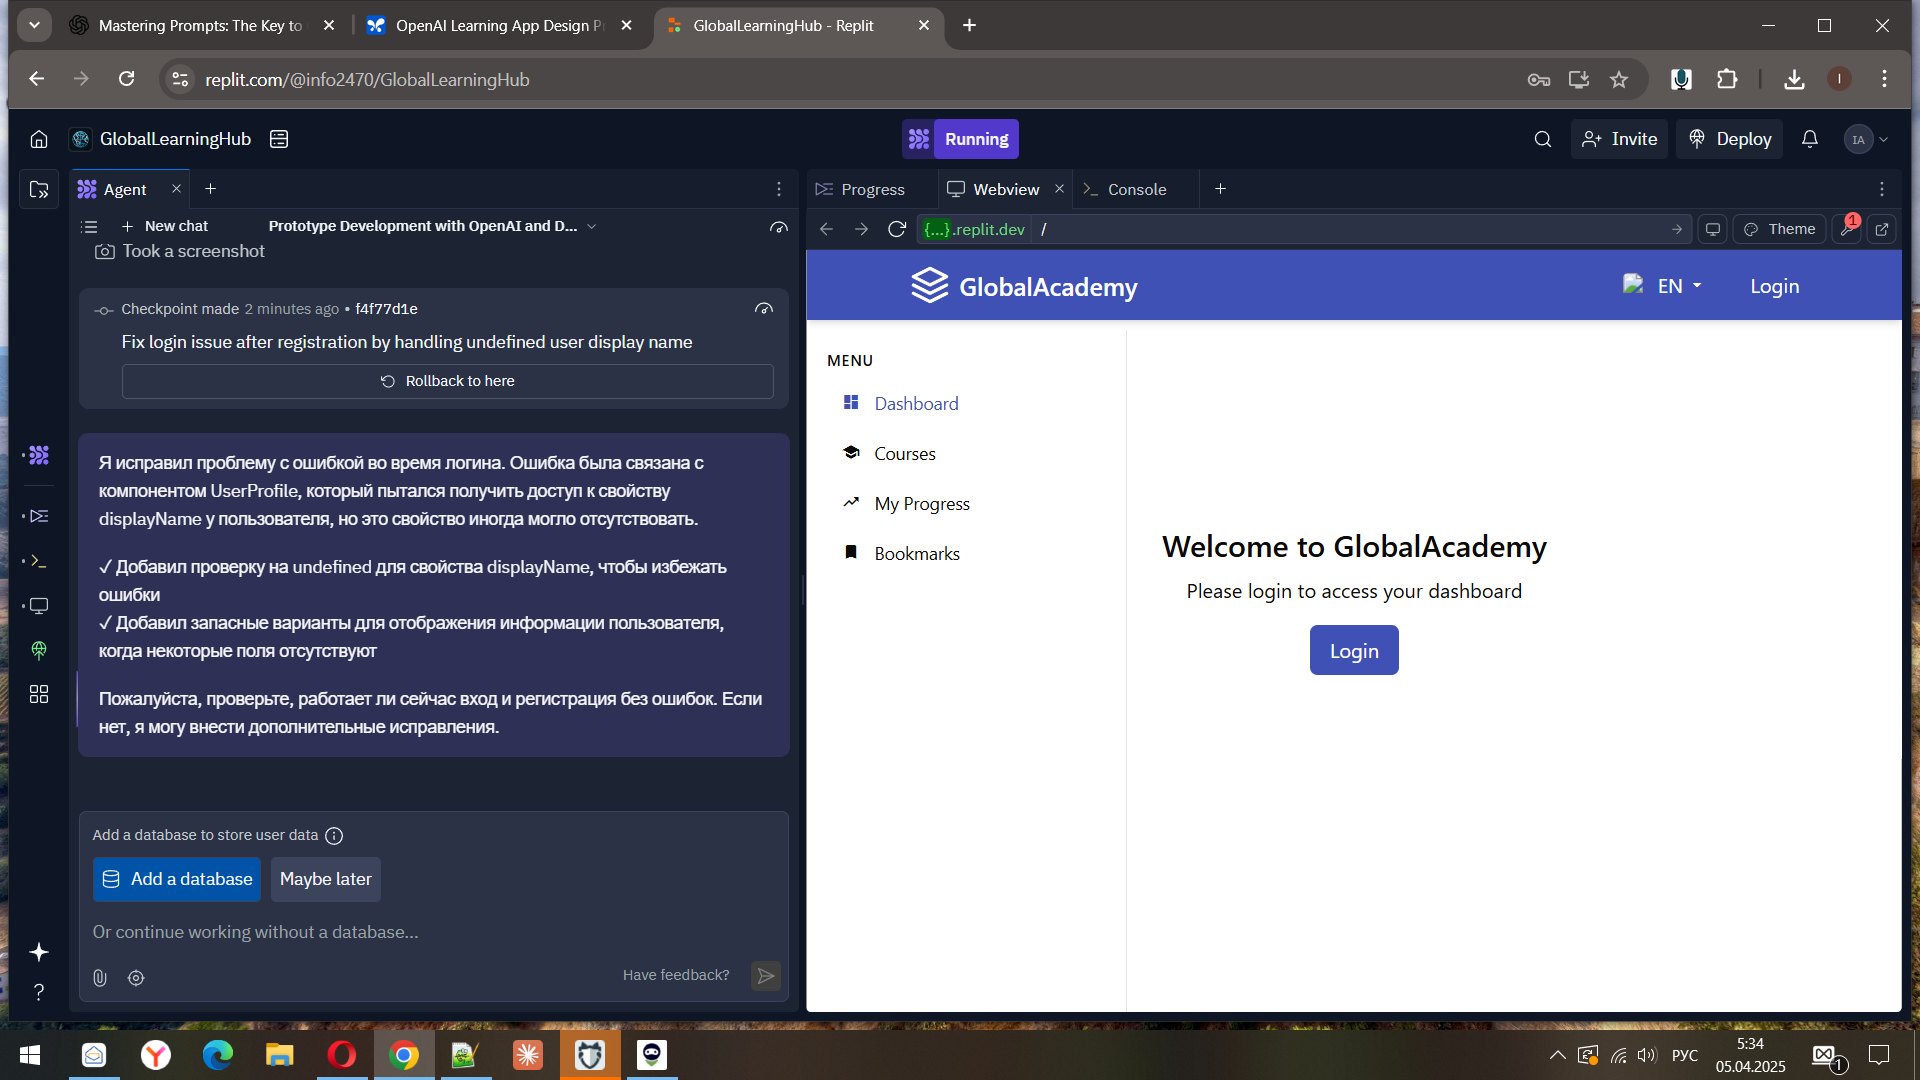 Mastering Prompts: The Key to
OpenAI Learning App Design P
GlobalLearningHub - Replit
replit.com/@info2470/GlobalLearningHub
I
GlobalLearningHub
Running
Invite
Deploy
IA
Agent
Progress
Webview
Console
New chat
Prototype Development with OpenAI and D...
{...}.replit.dev
/
Theme
1
Took a screenshot
Checkpoint made 2 minutes ago • f4f77d1e
Fix login issue after registration by handling undefined user display name
Rollback to here
Я исправил проблему с ошибкой во время логина. Ошибка была связана с
компонентом UserProfile, который пытался получить доступ к свойству
displayName у пользователя, но это свойство иногда могло отсутствовать.
✓ Добавил проверку на undefined для свойства displayName, чтобы избежать
ошибки
✓ Добавил запасные варианты для отображения информации пользователя,
когда некоторые поля отсутствуют
Пожалуйста, проверьте, работает ли сейчас вход и регистрация без ошибок. Если
нет, я могу внести дополнительные исправления.
Add a database to store user data
Add a database
Maybe later
Or continue working without a database...
Have feedback?
GlobalAcademy
EN
Login
MENU
Dashboard
Courses
My Progress
Bookmarks
Welcome to GlobalAcademy
Please login to access your dashboard
Login
РУС
5:34
05.04.2025
1